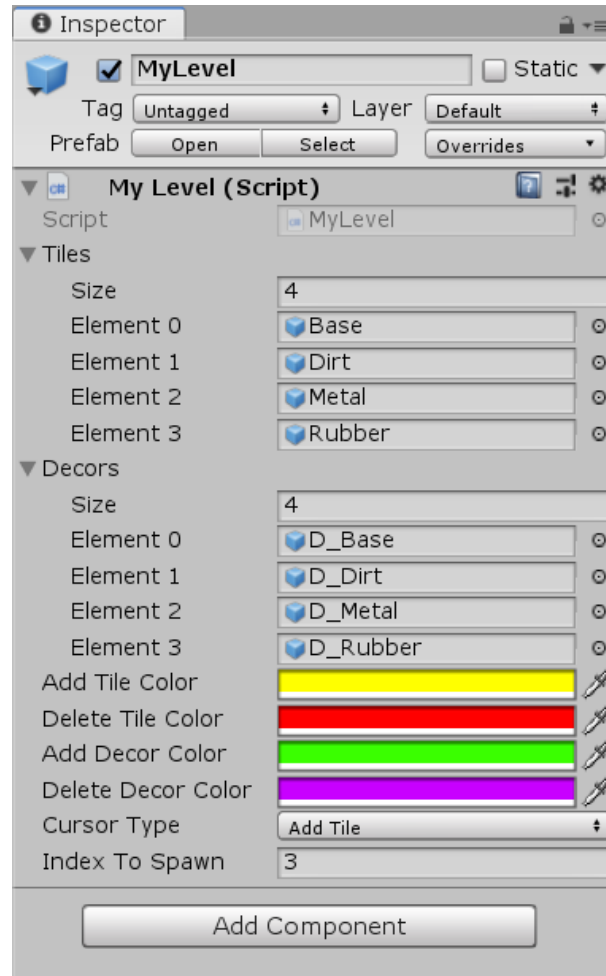 Inspector
MyLevel Static
Tag Untagged Layer Default
Prefab Open Select Overrides
c# My Level (Script)
Script MyLevel
Tiles
Size 4
Element 0 Base
Element 1 Dirt
Element 2 Metal
Element 3 Rubber
Decors
Size 4
Element 0 D_Base
Element 1 D_Dirt
Element 2 D_Metal
Element 3 D_Rubber
Add Tile Color
Delete Tile Color
Add Decor Color
Delete Decor Color
Cursor Type Add Tile
Index To Spawn 3
Add Component